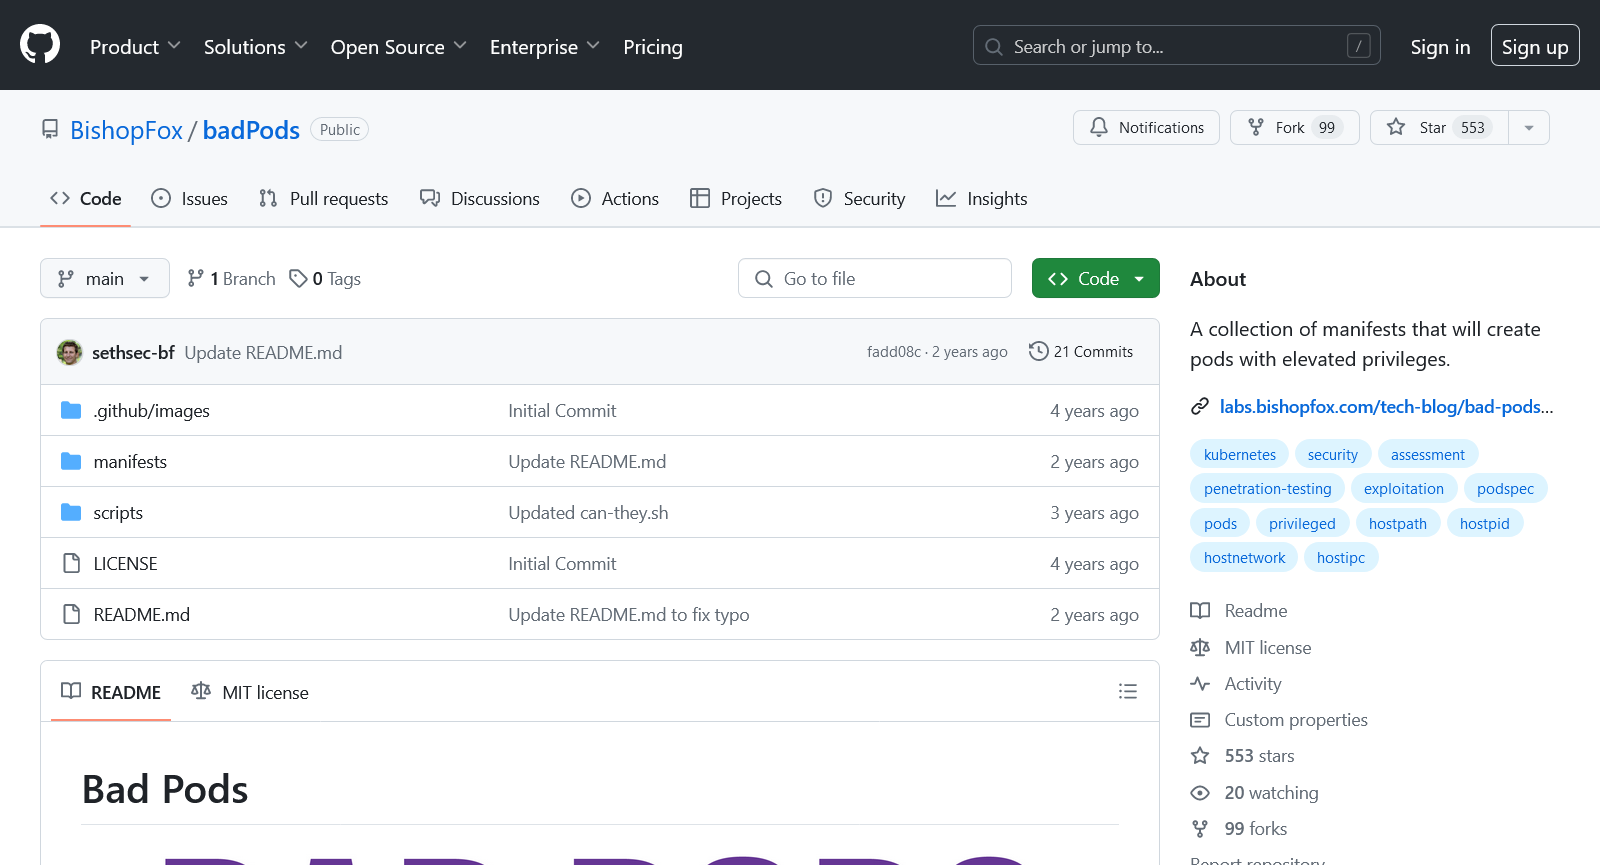 Product Solutions Open Source Enterprise Pricing Search or jump to... / Sign in Sign up
BishopFox / badPods Public Notifications Fork 99 Star 553
Code Issues Pull requests Discussions Actions Projects Security Insights
main 1 Branch 0 Tags Go to file Code
sethsec-bf Update README.md fadd08c · 2 years ago 21 Commits
.github/images Initial Commit 4 years ago
manifests Update README.md 2 years ago
scripts Updated can-they.sh 3 years ago
LICENSE Initial Commit 4 years ago
README.md Update README.md to fix typo 2 years ago
README MIT license
Bad Pods
BAD PODS
About
A collection of manifests that will create
pods with elevated privileges.
labs.bishopfox.com/tech-blog/bad-pods...
kubernetes security assessment
penetration-testing exploitation podspec
pods privileged hostpath hostpid
hostnetwork hostipc
Readme
MIT license
Activity
Custom properties
553 stars
20 watching
99 forks
Report repository